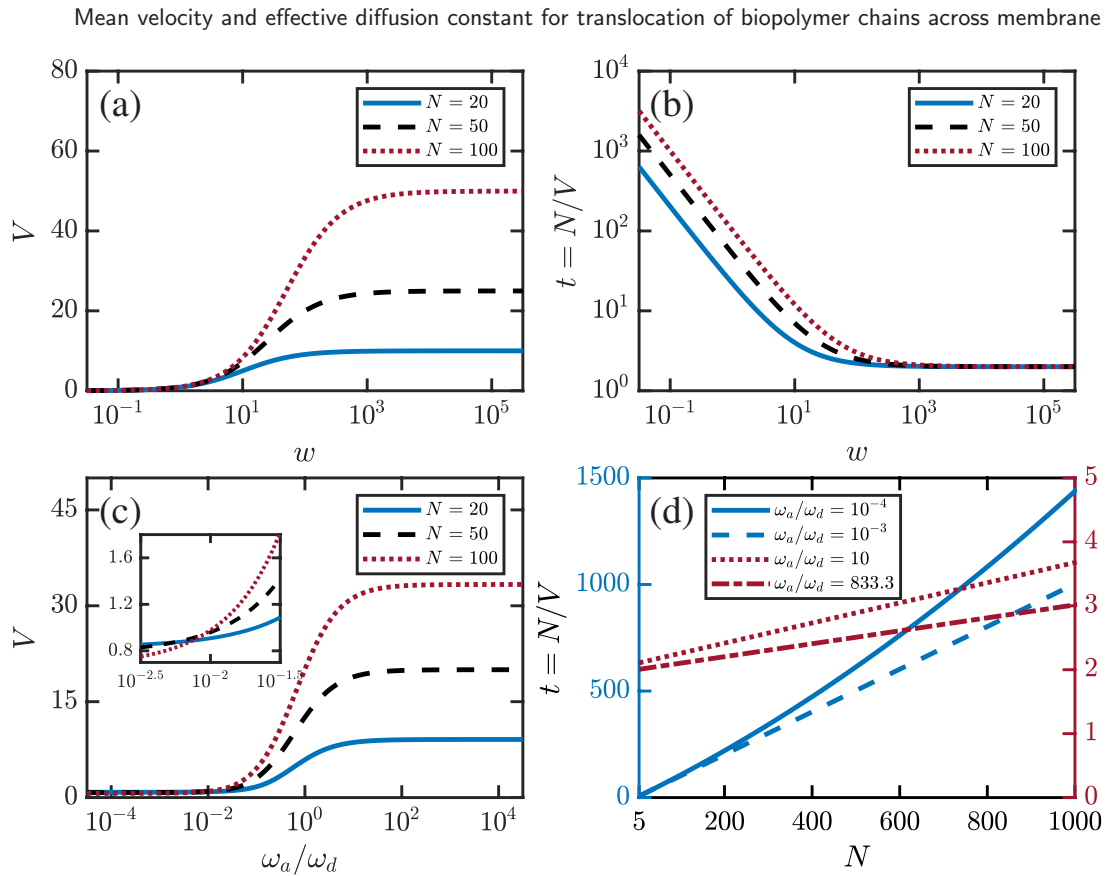 Mean velocity and effective diffusion constant for translocation of biopolymer chains across membrane
(a)
80
60
40
20
0
V
10^{-1}
10^{1}
10^{3}
10^{5}
w
N = 20
N = 50
N = 100
(b)
10^{4}
10^{3}
10^{2}
10^{1}
10^{0}
t = N/V
10^{-1}
10^{1}
10^{3}
10^{5}
w
N = 20
N = 50
N = 100
(c)
45
30
15
0
V
10^{-4}
10^{-2}
10^{0}
10^{2}
10^{4}
ω_a/ω_d
N = 20
N = 50
N = 100
1.6
1.2
0.8
10^{-2.5}
10^{-2}
10^{-1.5}
(d)
1500
1000
500
0
t = N/V
5
4
3
2
1
0
5
200
400
600
800
1000
N
ω_a/ω_d = 10^{-4}
ω_a/ω_d = 10^{-3}
ω_a/ω_d = 10
ω_a/ω_d = 833.3